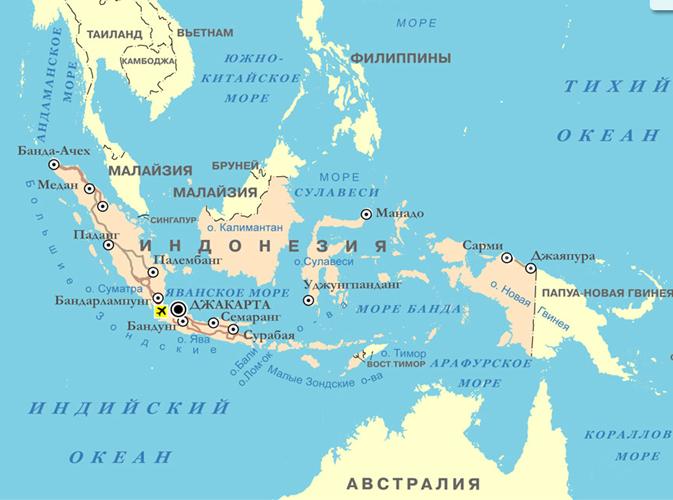 МОРЕ
ТАИЛАНД
ВЬЕТНАМ
КАМБОДЖА
АНДАМАНСКОЕ
МОРЕ
ЮЖНО-
КИТАЙСКОЕ
МОРЕ
ФИЛИППИНЫ
ТИХИЙ
ОКЕАН
Банда-Ачех
МАЛАЙЗИЯ
БРУНЕЙ
МАЛАЙЗИЯ
МОРЕ
СУЛАВЕСИ
Медан
СИНГАПУР
о. Калимантан
Манадо
Паданг
ИНДОНЕЗИЯ
Сарми
Джаяпура
Палембанг
о.Сулавеси
о. Суматра
ЯВАНСКОЕ МОРЕ
Уджунгпанданг
о. Новая Гвинея
ПАПУА-НОВАЯ ГВИНЕЯ
Бандарлампунг
ДЖАКАРТА
МОРЕ БАНДА
Бандунг
Семаранг
Сурабая
о. Ява
Большие Зондские о-ва
о.Бали
о.Лом-ок
Малые Зондские о-ва
о. Тимор
ВОСТ ТИМОР
АРАФУРСКОЕ
МОРЕ
ИНДИЙСКИЙ
ОКЕАН
КОРАЛЛОВ
МОРЕ
АВСТРАЛИЯ